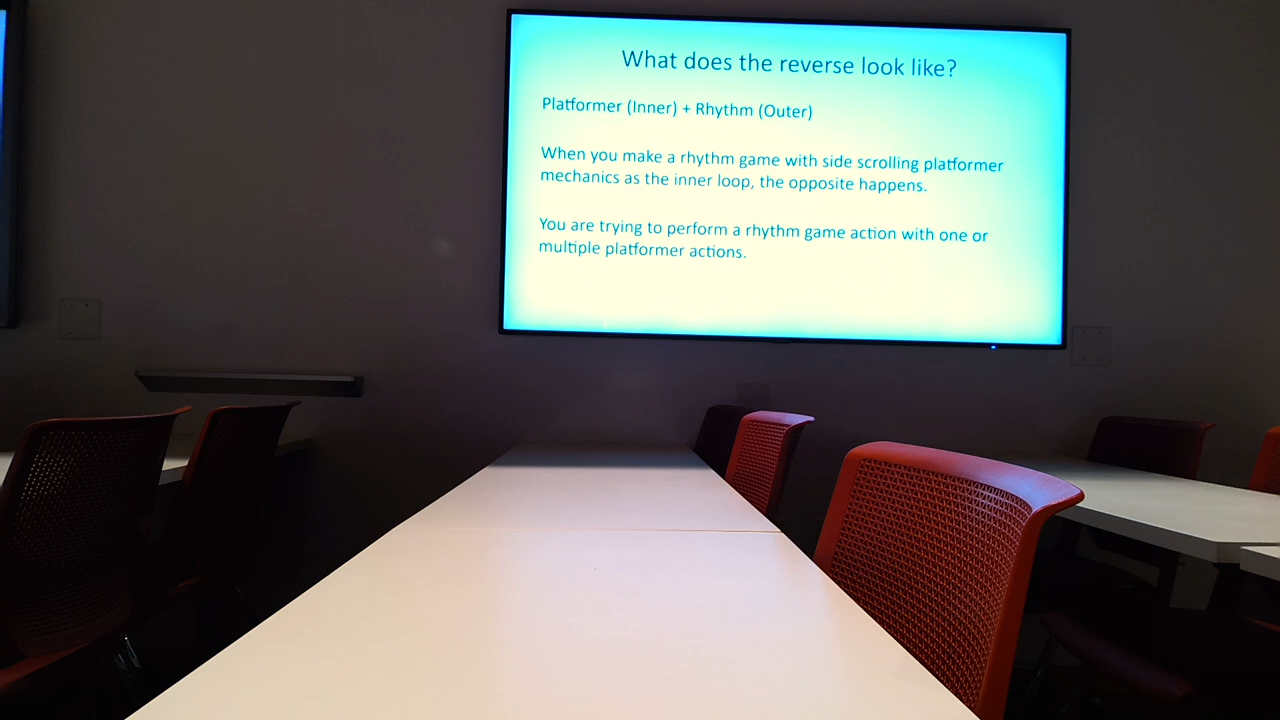 What does the reverse look like?
Platformer (Inner) + Rhythm (Outer)
When you make a rhythm game with side scrolling platformer
mechanics as the inner loop, the opposite happens.
You are trying to perform a rhythm game action with one or
multiple platformer actions.